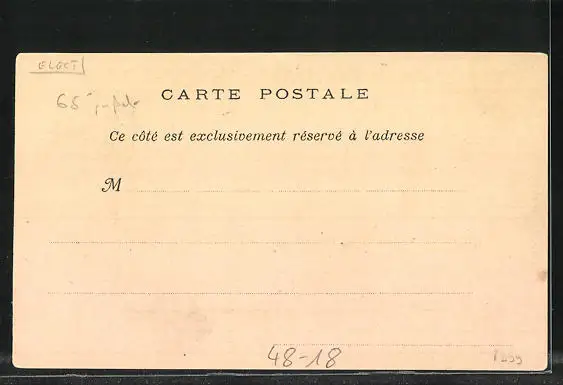 ELECT
65
CARTE POSTALE
Ce côté est exclusivement réservé à l'adresse
M
48-18